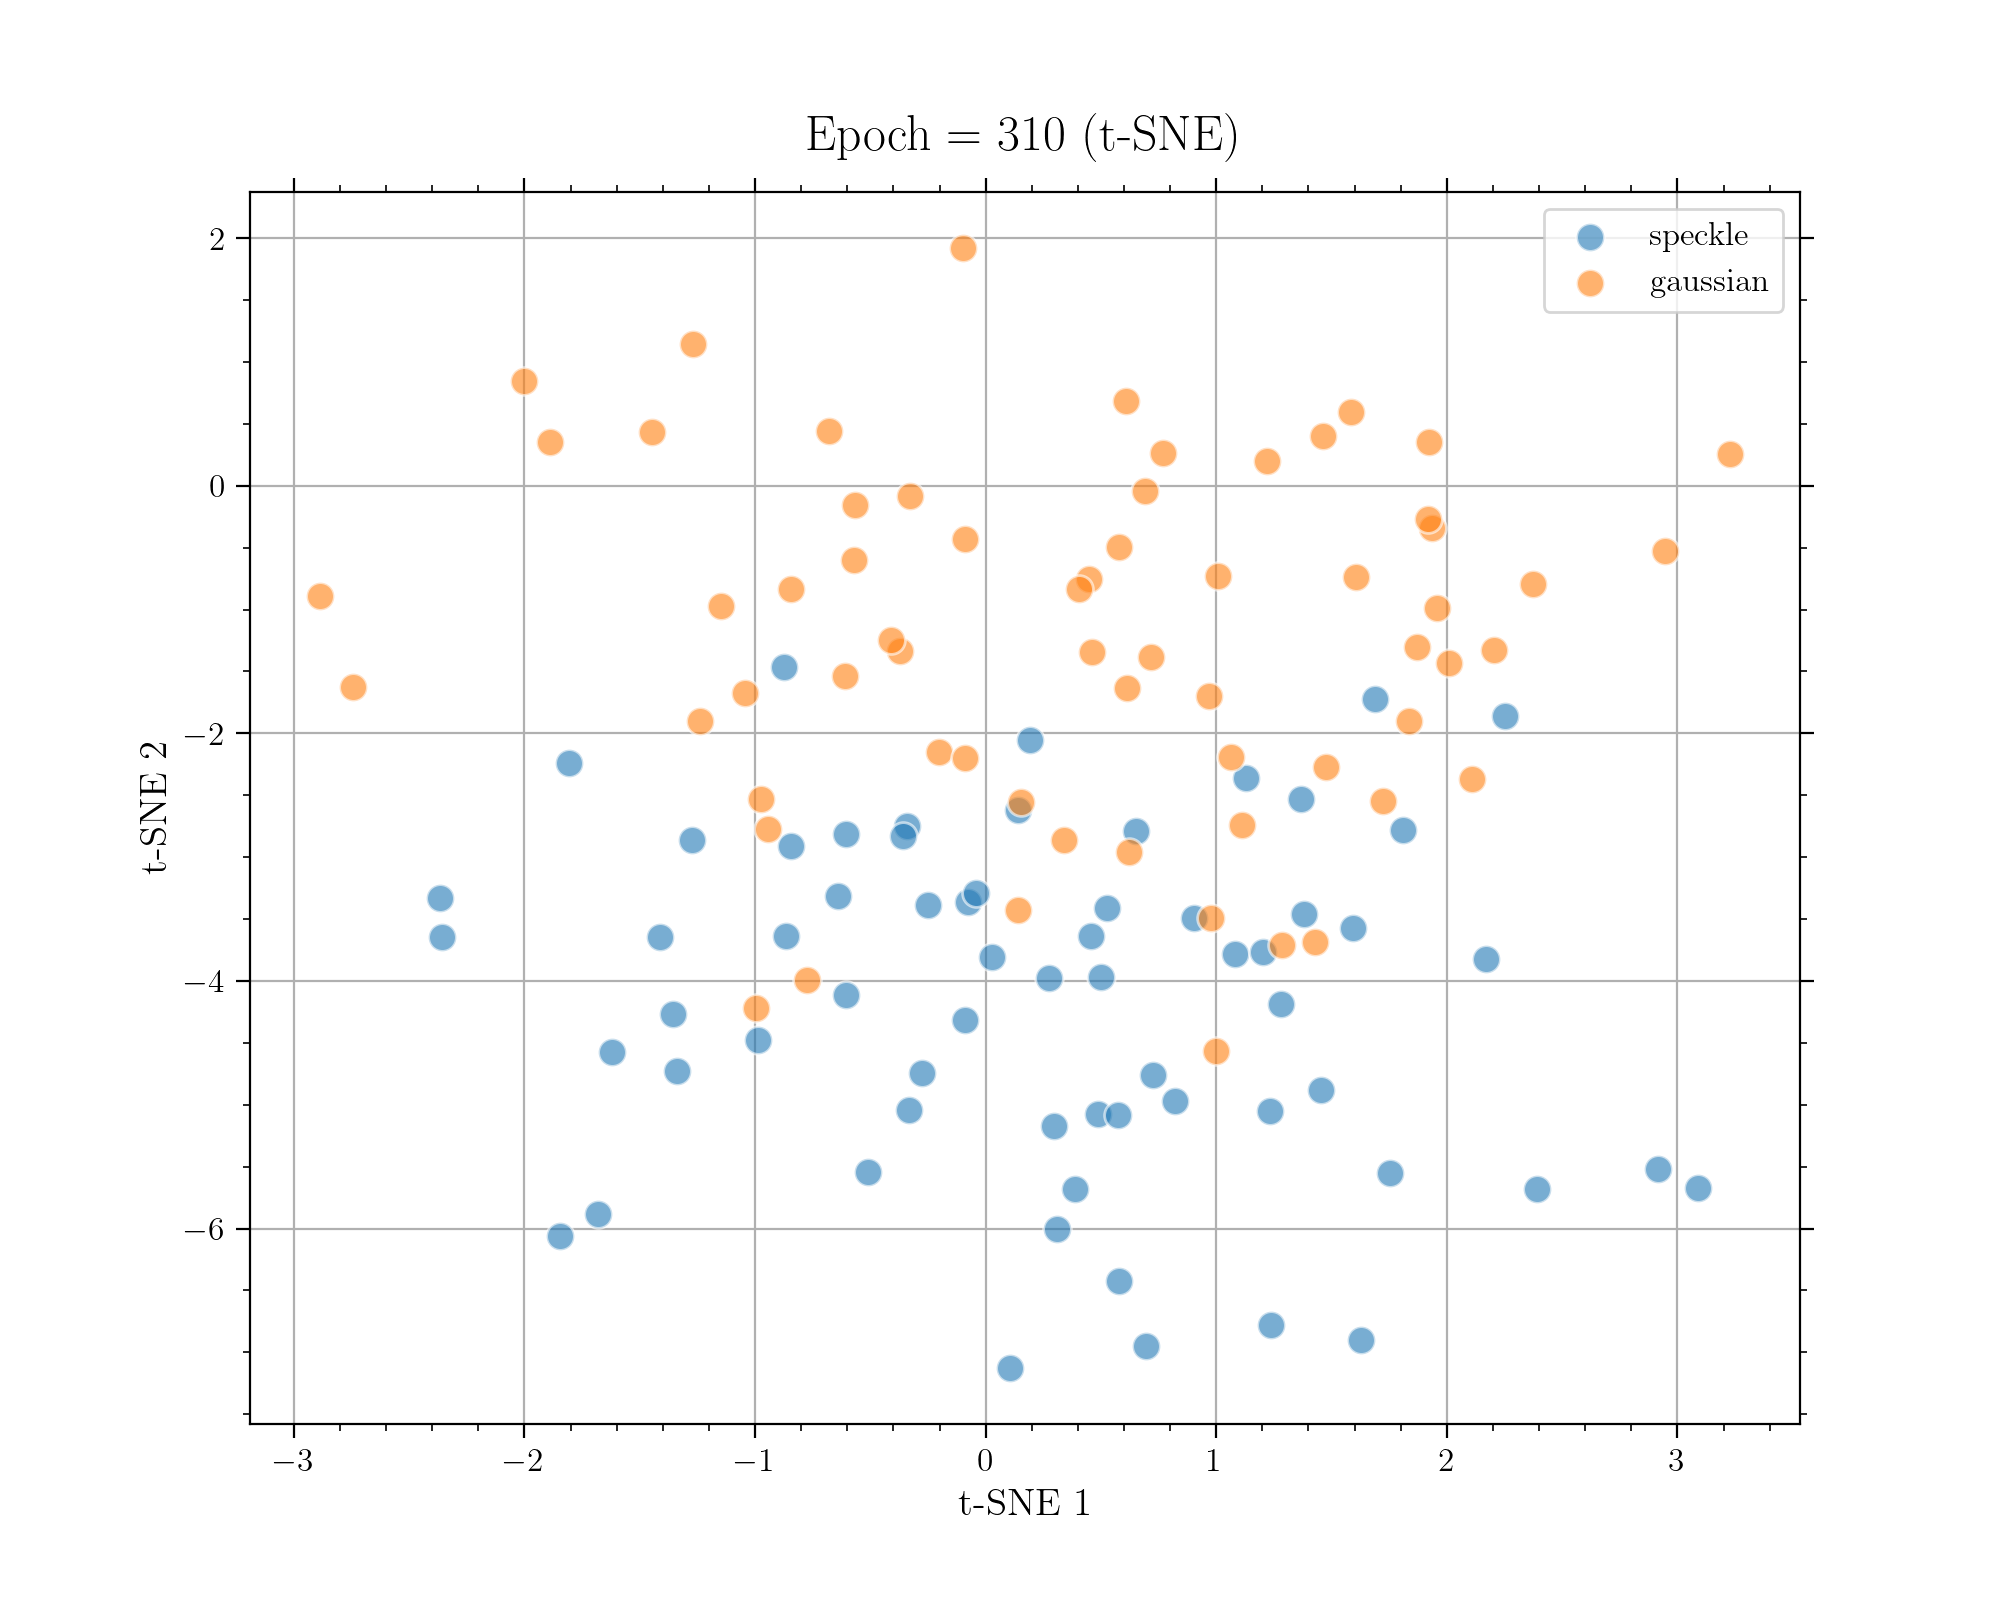 Epoch = 310 (t-SNE)
speckle
gaussian
2
0
−2
−4
−6
t-SNE 2
−3 −2 −1 0 1 2 3
t-SNE 1